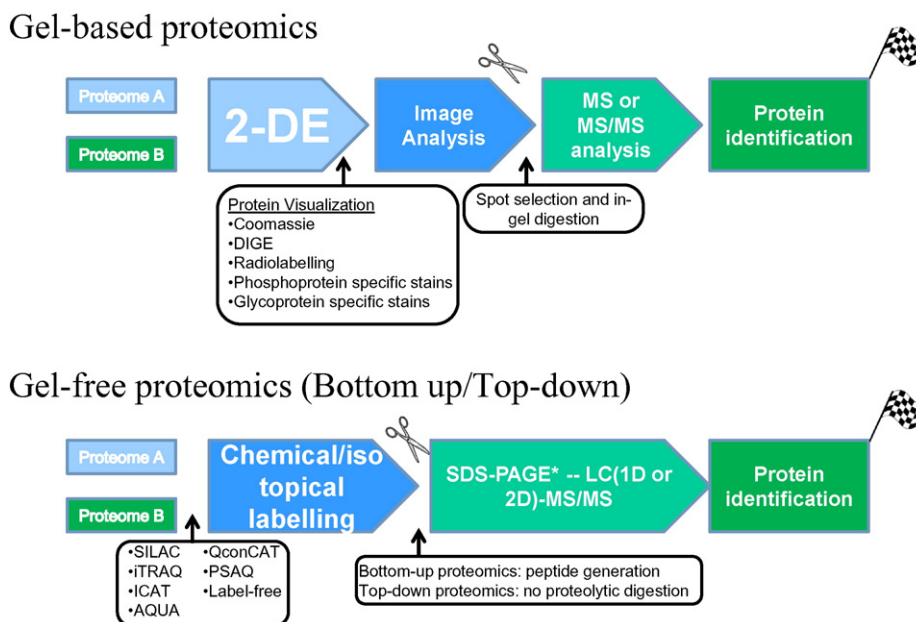 Gel-based proteomics
Proteome A
Proteome B
2-DE
Image
Analysis
MS or
MS/MS
analysis
Protein
identification
Protein Visualization
•Coomassie
•DIGE
•Radiolabelling
•Phosphoprotein specific stains
•Glycoprotein specific stains
Spot selection and in-
gel digestion
Gel-free proteomics (Bottom up/Top-down)
Proteome A
Proteome B
Chemical/iso
topical
labelling
SDS-PAGE* -- LC(1D or
2D)-MS/MS
Protein
identification
•SILAC
•iTRAQ
•ICAT
•AQUA
•QconCAT
•PSAQ
•Label-free
Bottom-up proteomics: peptide generation
Top-down proteomics: no proteolytic digestion